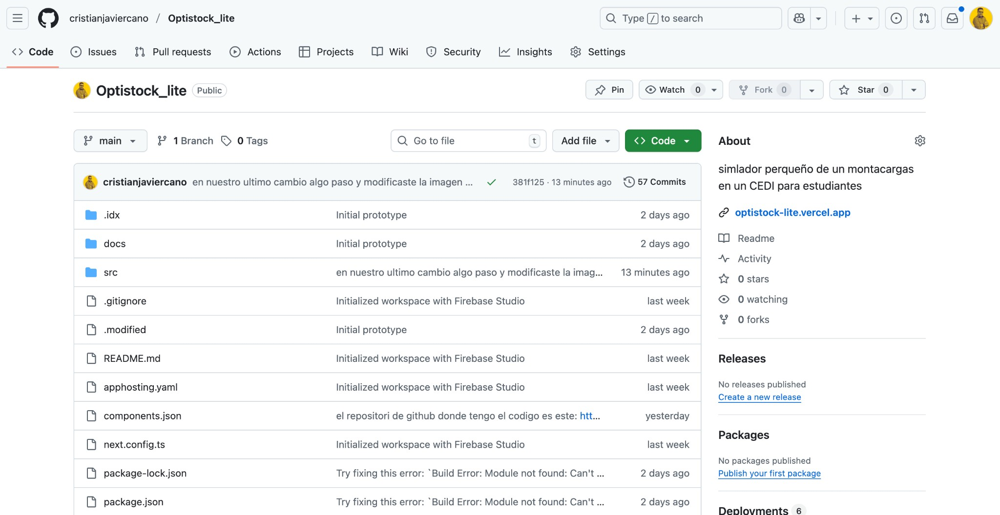 cristianjaviercano / Optistock_lite
Type / to search
Code
Issues
Pull requests
Actions
Projects
Wiki
Security
Insights
Settings
Optistock_lite Public
Pin
Watch 0
Fork 0
Star 0
main
1 Branch
0 Tags
Go to file t
Add file
Code
cristianjaviercano en nuestro ultimo cambio algo paso y modificaste la imagen ... 381f125 · 13 minutes ago 57 Commits
.idx Initial prototype 2 days ago
docs Initial prototype 2 days ago
src en nuestro ultimo cambio algo paso y modificaste la imag... 13 minutes ago
.gitignore Initialized workspace with Firebase Studio last week
.modified Initial prototype 2 days ago
README.md Initialized workspace with Firebase Studio last week
apphosting.yaml Initialized workspace with Firebase Studio last week
components.json el repositori de github donde tengo el codigo es este: htt... yesterday
next.config.ts Initialized workspace with Firebase Studio last week
package-lock.json Try fixing this error: `Build Error: Module not found: Can't ... 2 days ago
package.json Try fixing this error: `Build Error: Module not found: Can't ... 2 days ago
About
simlador perqueño de un montacargas
en un CEDI para estudiantes
optistock-lite.vercel.app
Readme
Activity
0 stars
0 watching
0 forks
Releases
No releases published
Create a new release
Packages
No packages published
Publish your first package
Deployments 6